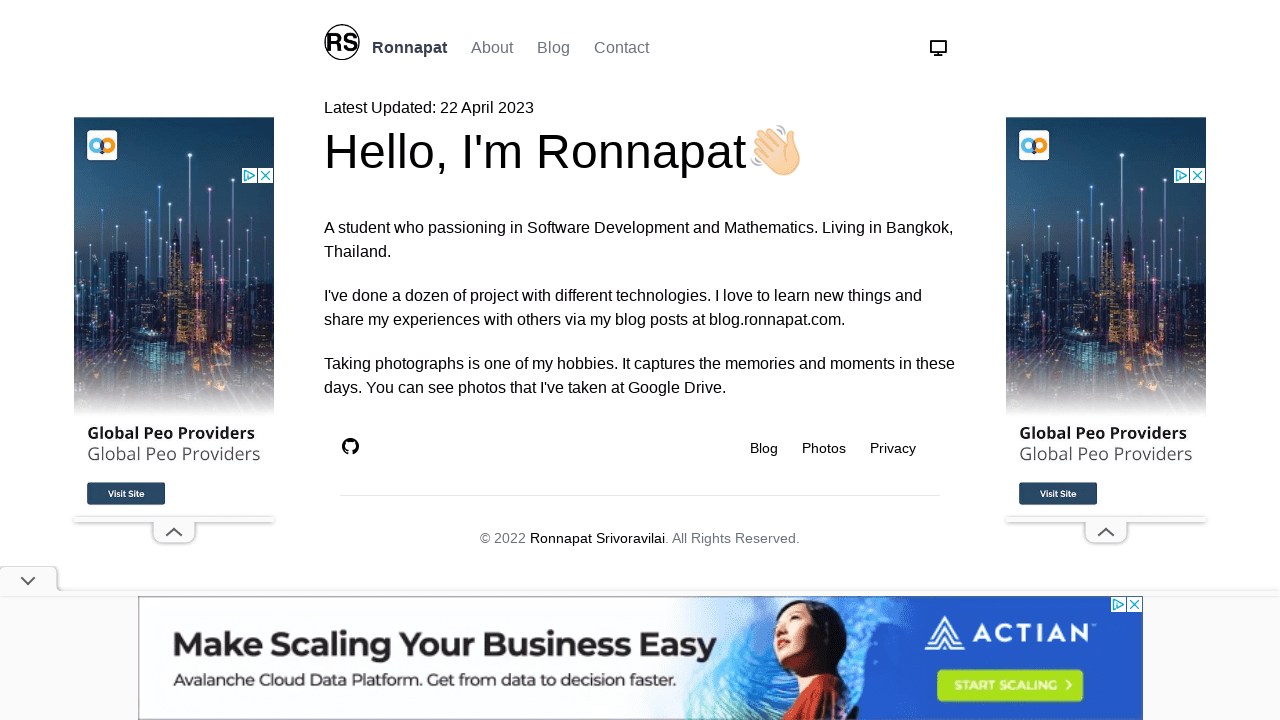 RS
Ronnapat About Blog Contact
Latest Updated: 22 April 2023
Hello, I'm Ronnapat
A student who passioning in Software Development and Mathematics. Living in Bangkok,
Thailand.
I've done a dozen of project with different technologies. I love to learn new things and
share my experiences with others via my blog posts at blog.ronnapat.com.
Taking photographs is one of my hobbies. It captures the memories and moments in these
days. You can see photos that I've taken at Google Drive.
Blog Photos Privacy
© 2022 Ronnapat Srivoravilai. All Rights Reserved.
Global Peo Providers
Global Peo Providers
Visit Site
Global Peo Providers
Global Peo Providers
Visit Site
Make Scaling Your Business Easy
Avalanche Cloud Data Platform. Get from data to decision faster.
ACTIAN
START SCALING